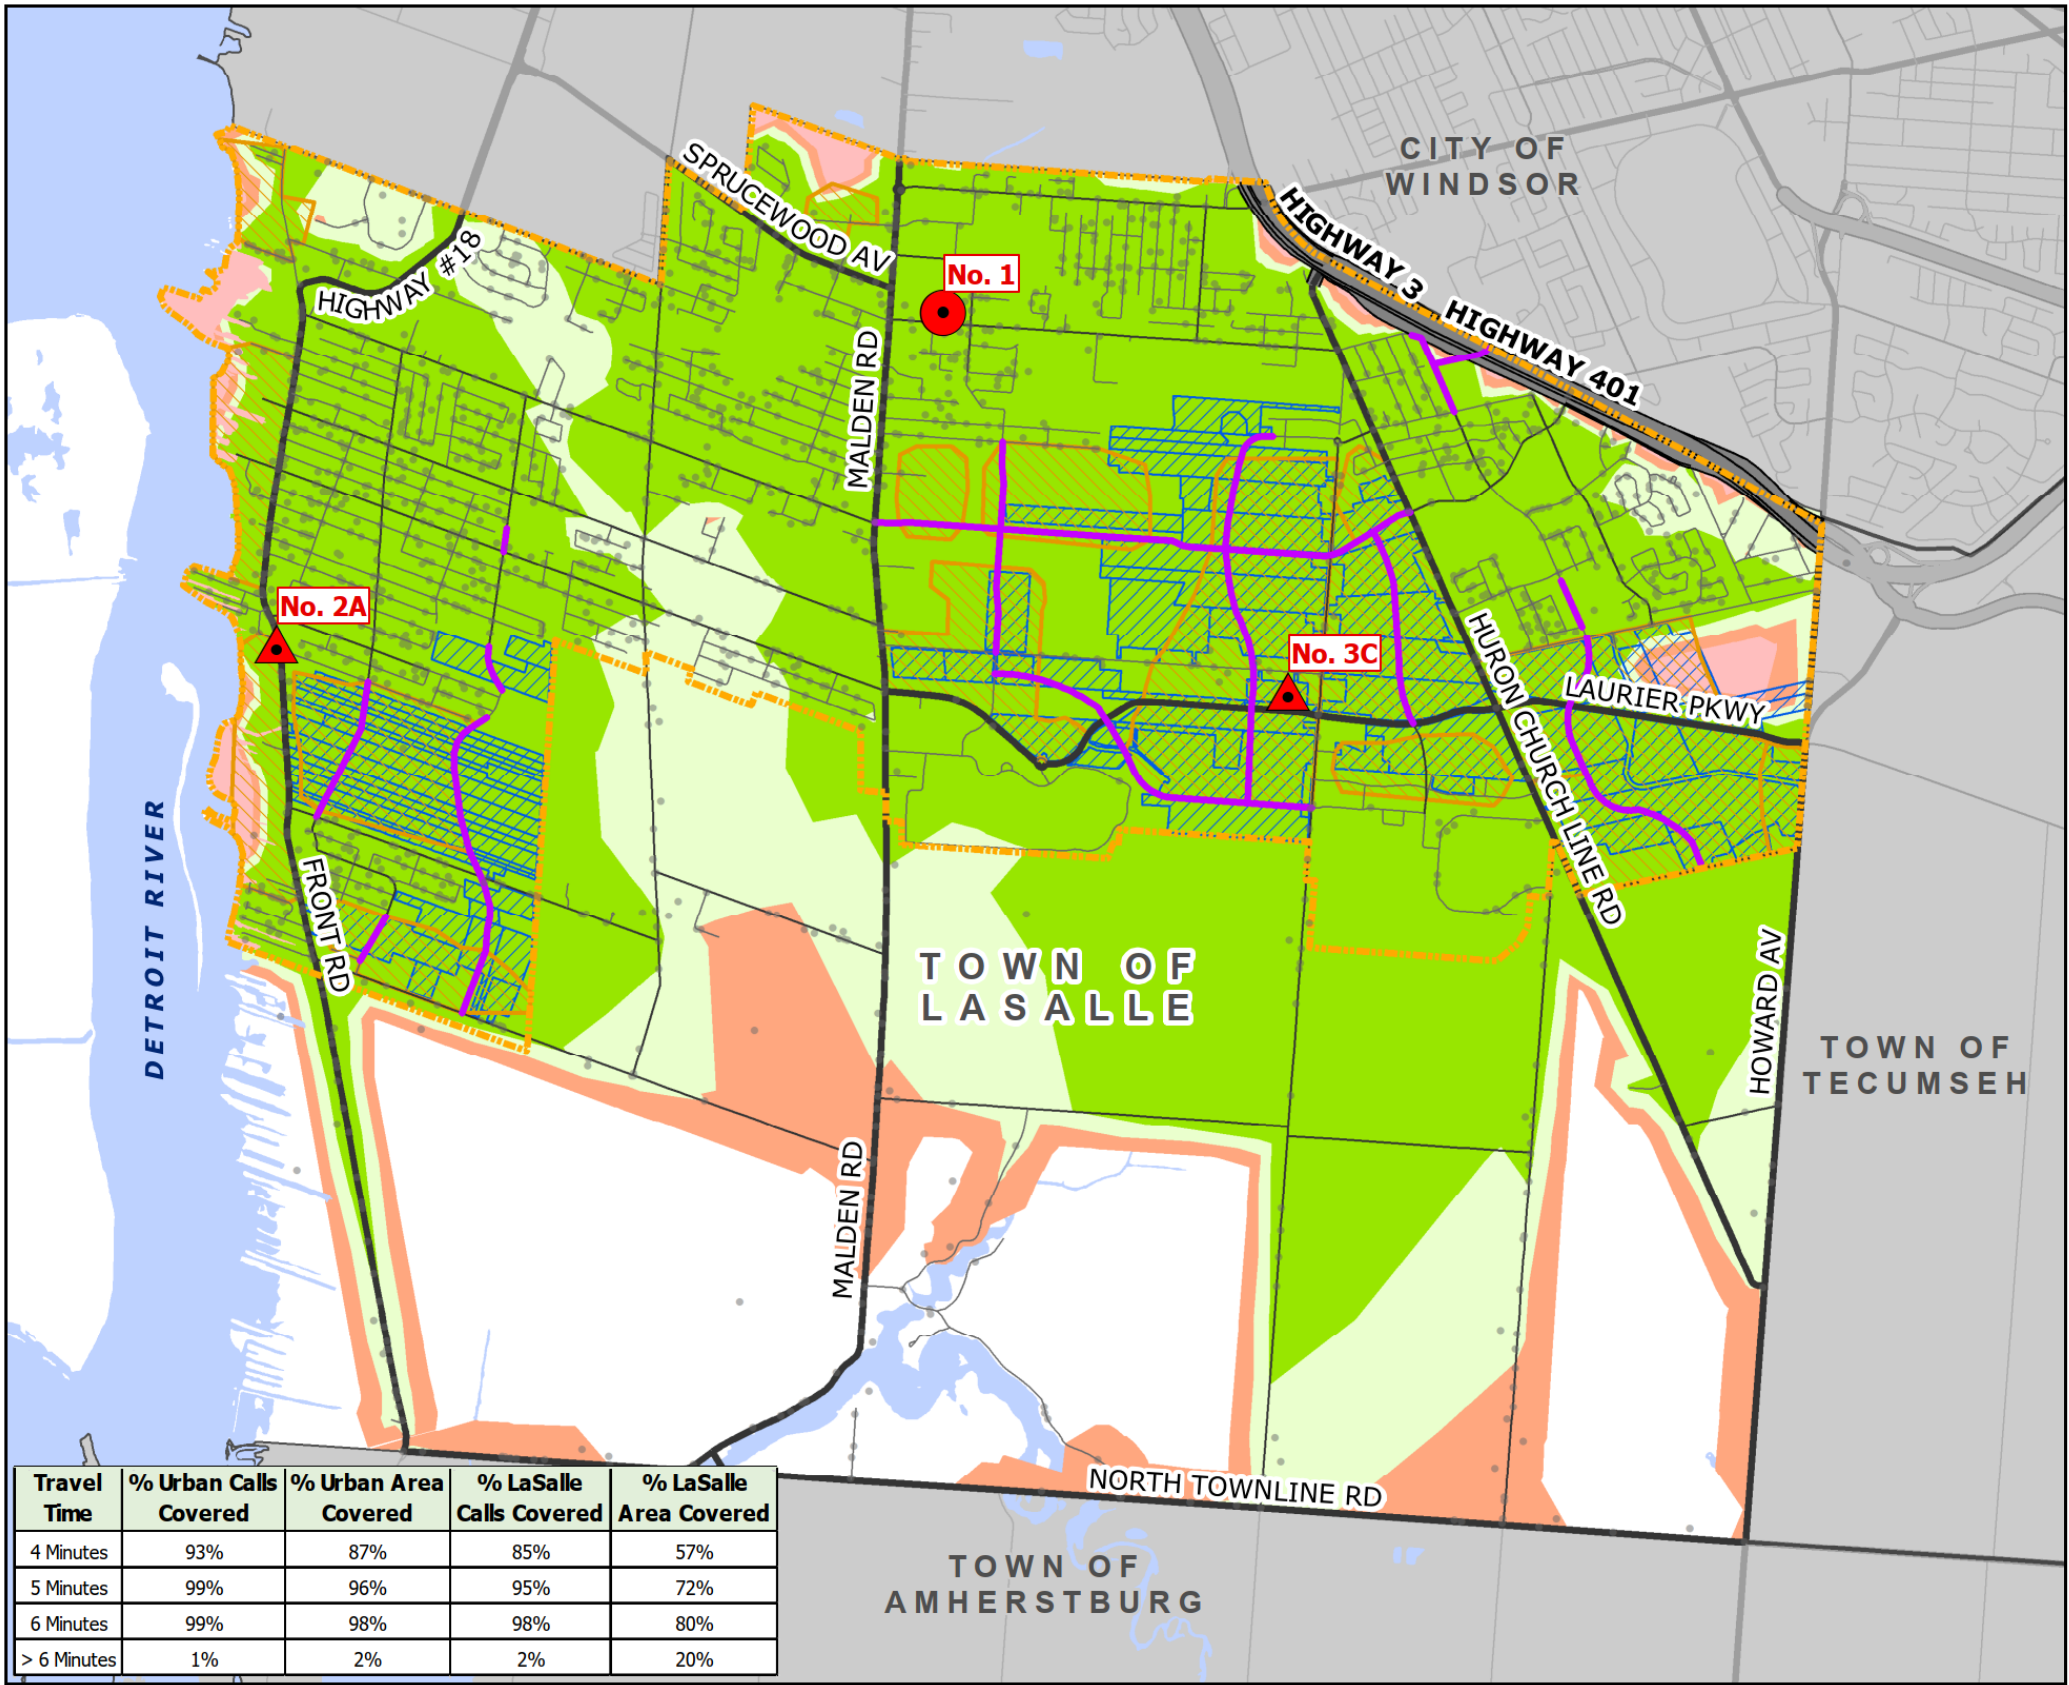 CITY OF
WINDSOR
SPRUCEWOOD AV
HIGHWAY #18
No. 1
HIGHWAY 3
HIGHWAY 401
MALDEN RD
No. 2A
No. 3C
HURON CHURCH LINE RD
LAURIER PKWY
DETROIT RIVER
FRONT RD
TOWN OF
LASALLE
HOWARD AV
TOWN OF
TECUMSEH
MALDEN RD
NORTH TOWNLINE RD
TOWN OF
AMHERSTBURG
Travel Time % Urban Calls Covered % Urban Area Covered % LaSalle Calls Covered % LaSalle Area Covered
4 Minutes 93% 87% 85% 57%
5 Minutes 99% 96% 95% 72%
6 Minutes 99% 98% 98% 80%
> 6 Minutes 1% 2% 2% 20%